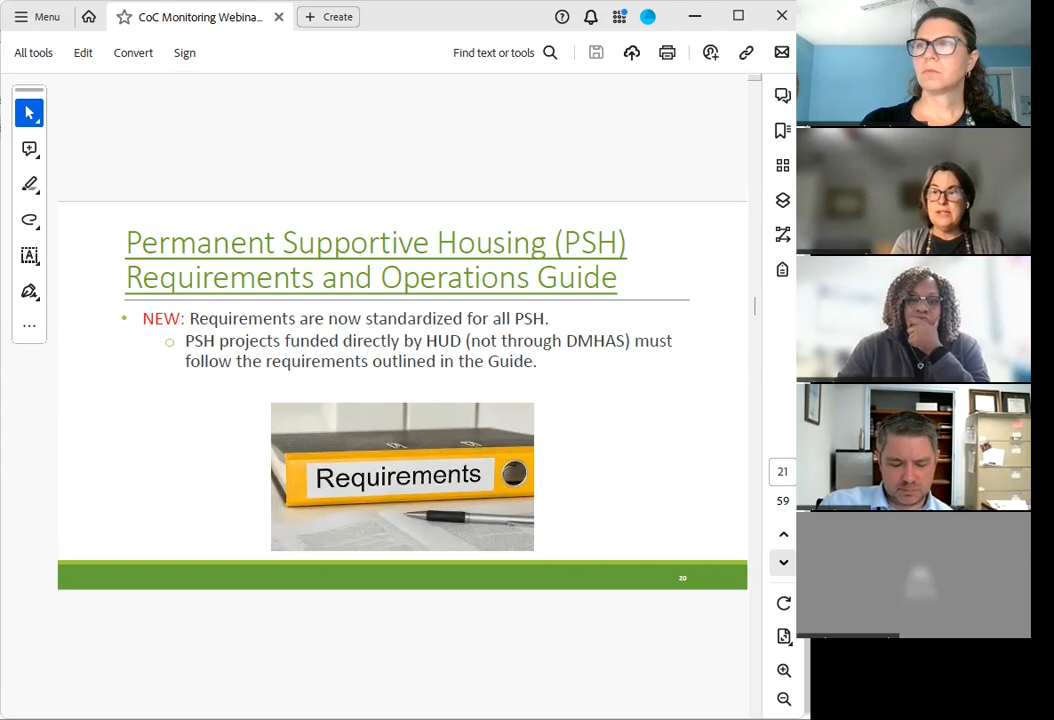 Menu
CoC Monitoring Webina...
Create
All tools
Edit
Convert
Sign
Find text or tools
Permanent Supportive Housing (PSH)
Requirements and Operations Guide
• NEW: Requirements are now standardized for all PSH.
PSH projects funded directly by HUD (not through DMHAS) must
follow the requirements outlined in the Guide.
Requirements
20
21
59